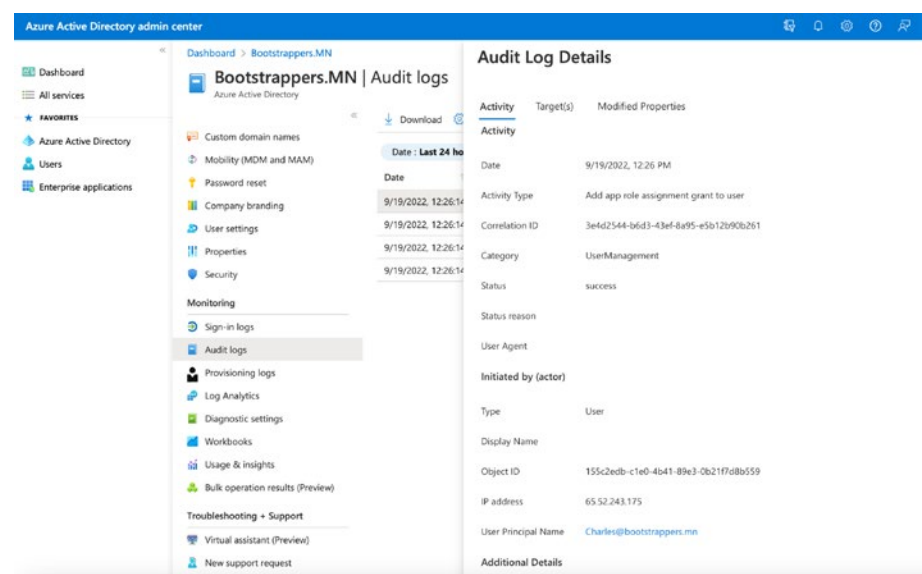 Azure Active Directory admin center
Dashboard
All services
FAVORITES
Azure Active Directory
Users
Enterprise applications
Dashboard > Bootstrappers.MN
Bootstrappers.MN | Audit logs
Azure Active Directory
Custom domain names
Mobility (MDM and MAM)
Password reset
Company branding
User settings
Properties
Security
Monitoring
Sign-in logs
Audit logs
Provisioning logs
Log Analytics
Diagnostic settings
Workbooks
Usage & insights
Bulk operation results (Preview)
Troubleshooting + Support
Virtual assistant (Preview)
New support request
Download
Date : Last 24 ho
Date
9/19/2022, 12:26:14
9/19/2022, 12:26:14
9/19/2022, 12:26:14
9/19/2022, 12:26:14
Audit Log Details
Activity Target(s) Modified Properties
Activity
Date 9/19/2022, 12:26 PM
Activity Type Add app role assignment grant to user
Correlation ID 3e4d2544-b6d3-43ef-8a95-e5b12b90b261
Category UserManagement
Status success
Status reason
User Agent
Initiated by (actor)
Type User
Display Name
Object ID 155c2edb-c1e0-4b41-89e3-0b21f7d8b559
IP address 65.52.243.175
User Principal Name Charles@bootstrappers.mn
Additional Details